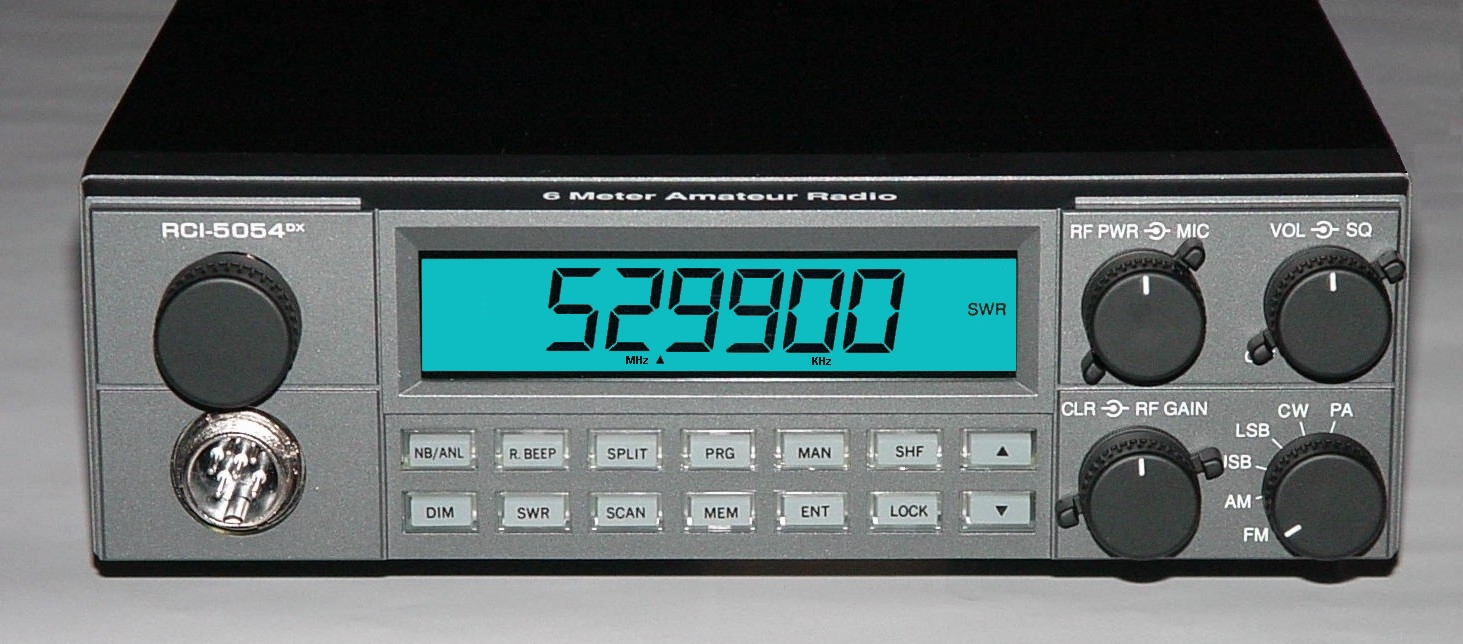 6 Meter Amateur Radio
RCI-5054DX
529900
SWR
MHz ▲ KHz
RF PWR MIC
VOL SQ
NB/ANL R. BEEP SPLIT PRG MAN SHF ▲
DIM SWR SCAN MEM ENT LOCK ▼
CLR RF GAIN
CW PA
LSB
AM
FM